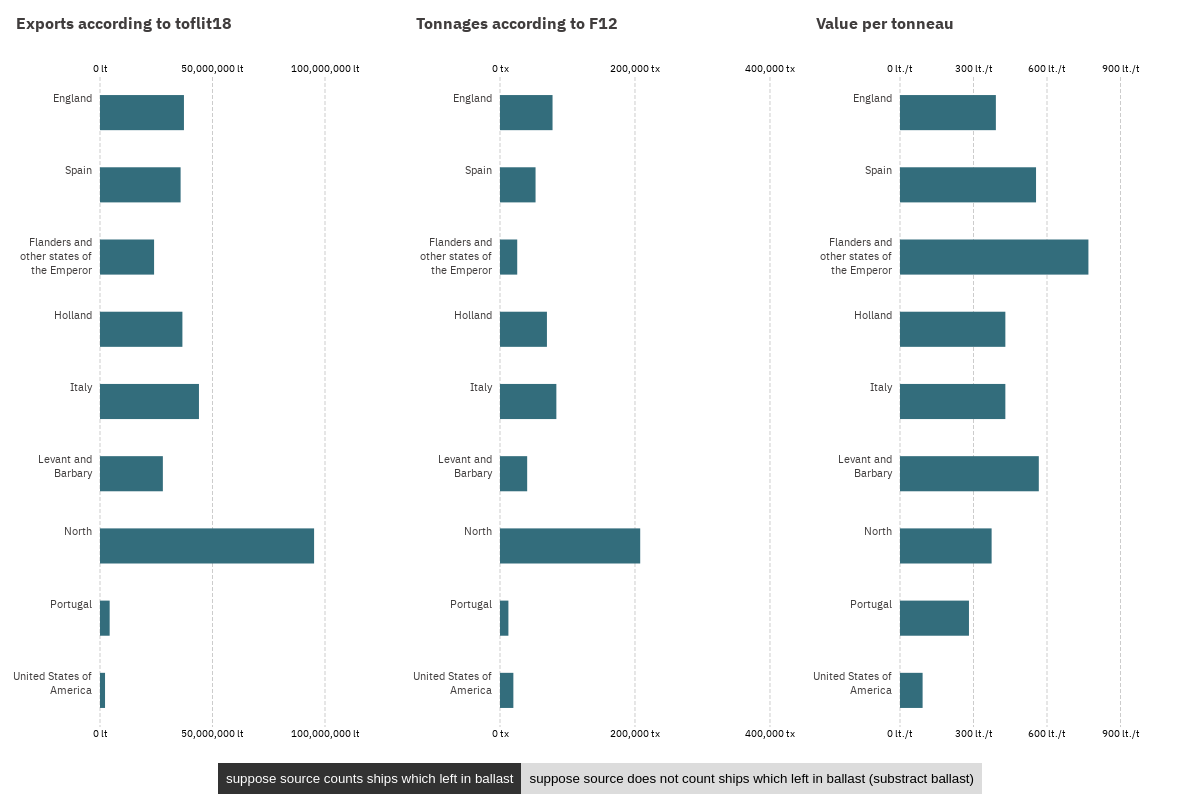 Exports according to toflit18
0 lt 50,000,000 lt 100,000,000 lt
England
Spain
Flanders and
other states of
the Emperor
Holland
Italy
Levant and
Barbary
North
Portugal
United States of
America
0 lt 50,000,000 lt 100,000,000 lt
Tonnages according to F12
0 tx 200,000 tx 400,000 tx
England
Spain
Flanders and
other states of
the Emperor
Holland
Italy
Levant and
Barbary
North
Portugal
United States of
America
0 tx 200,000 tx 400,000 tx
Value per tonneau
0 lt./t 300 lt./t 600 lt./t 900 lt./t
England
Spain
Flanders and
other states of
the Emperor
Holland
Italy
Levant and
Barbary
North
Portugal
United States of
America
0 lt./t 300 lt./t 600 lt./t 900 lt./t
suppose source counts ships which left in ballast
suppose source does not count ships which left in ballast (substract ballast)